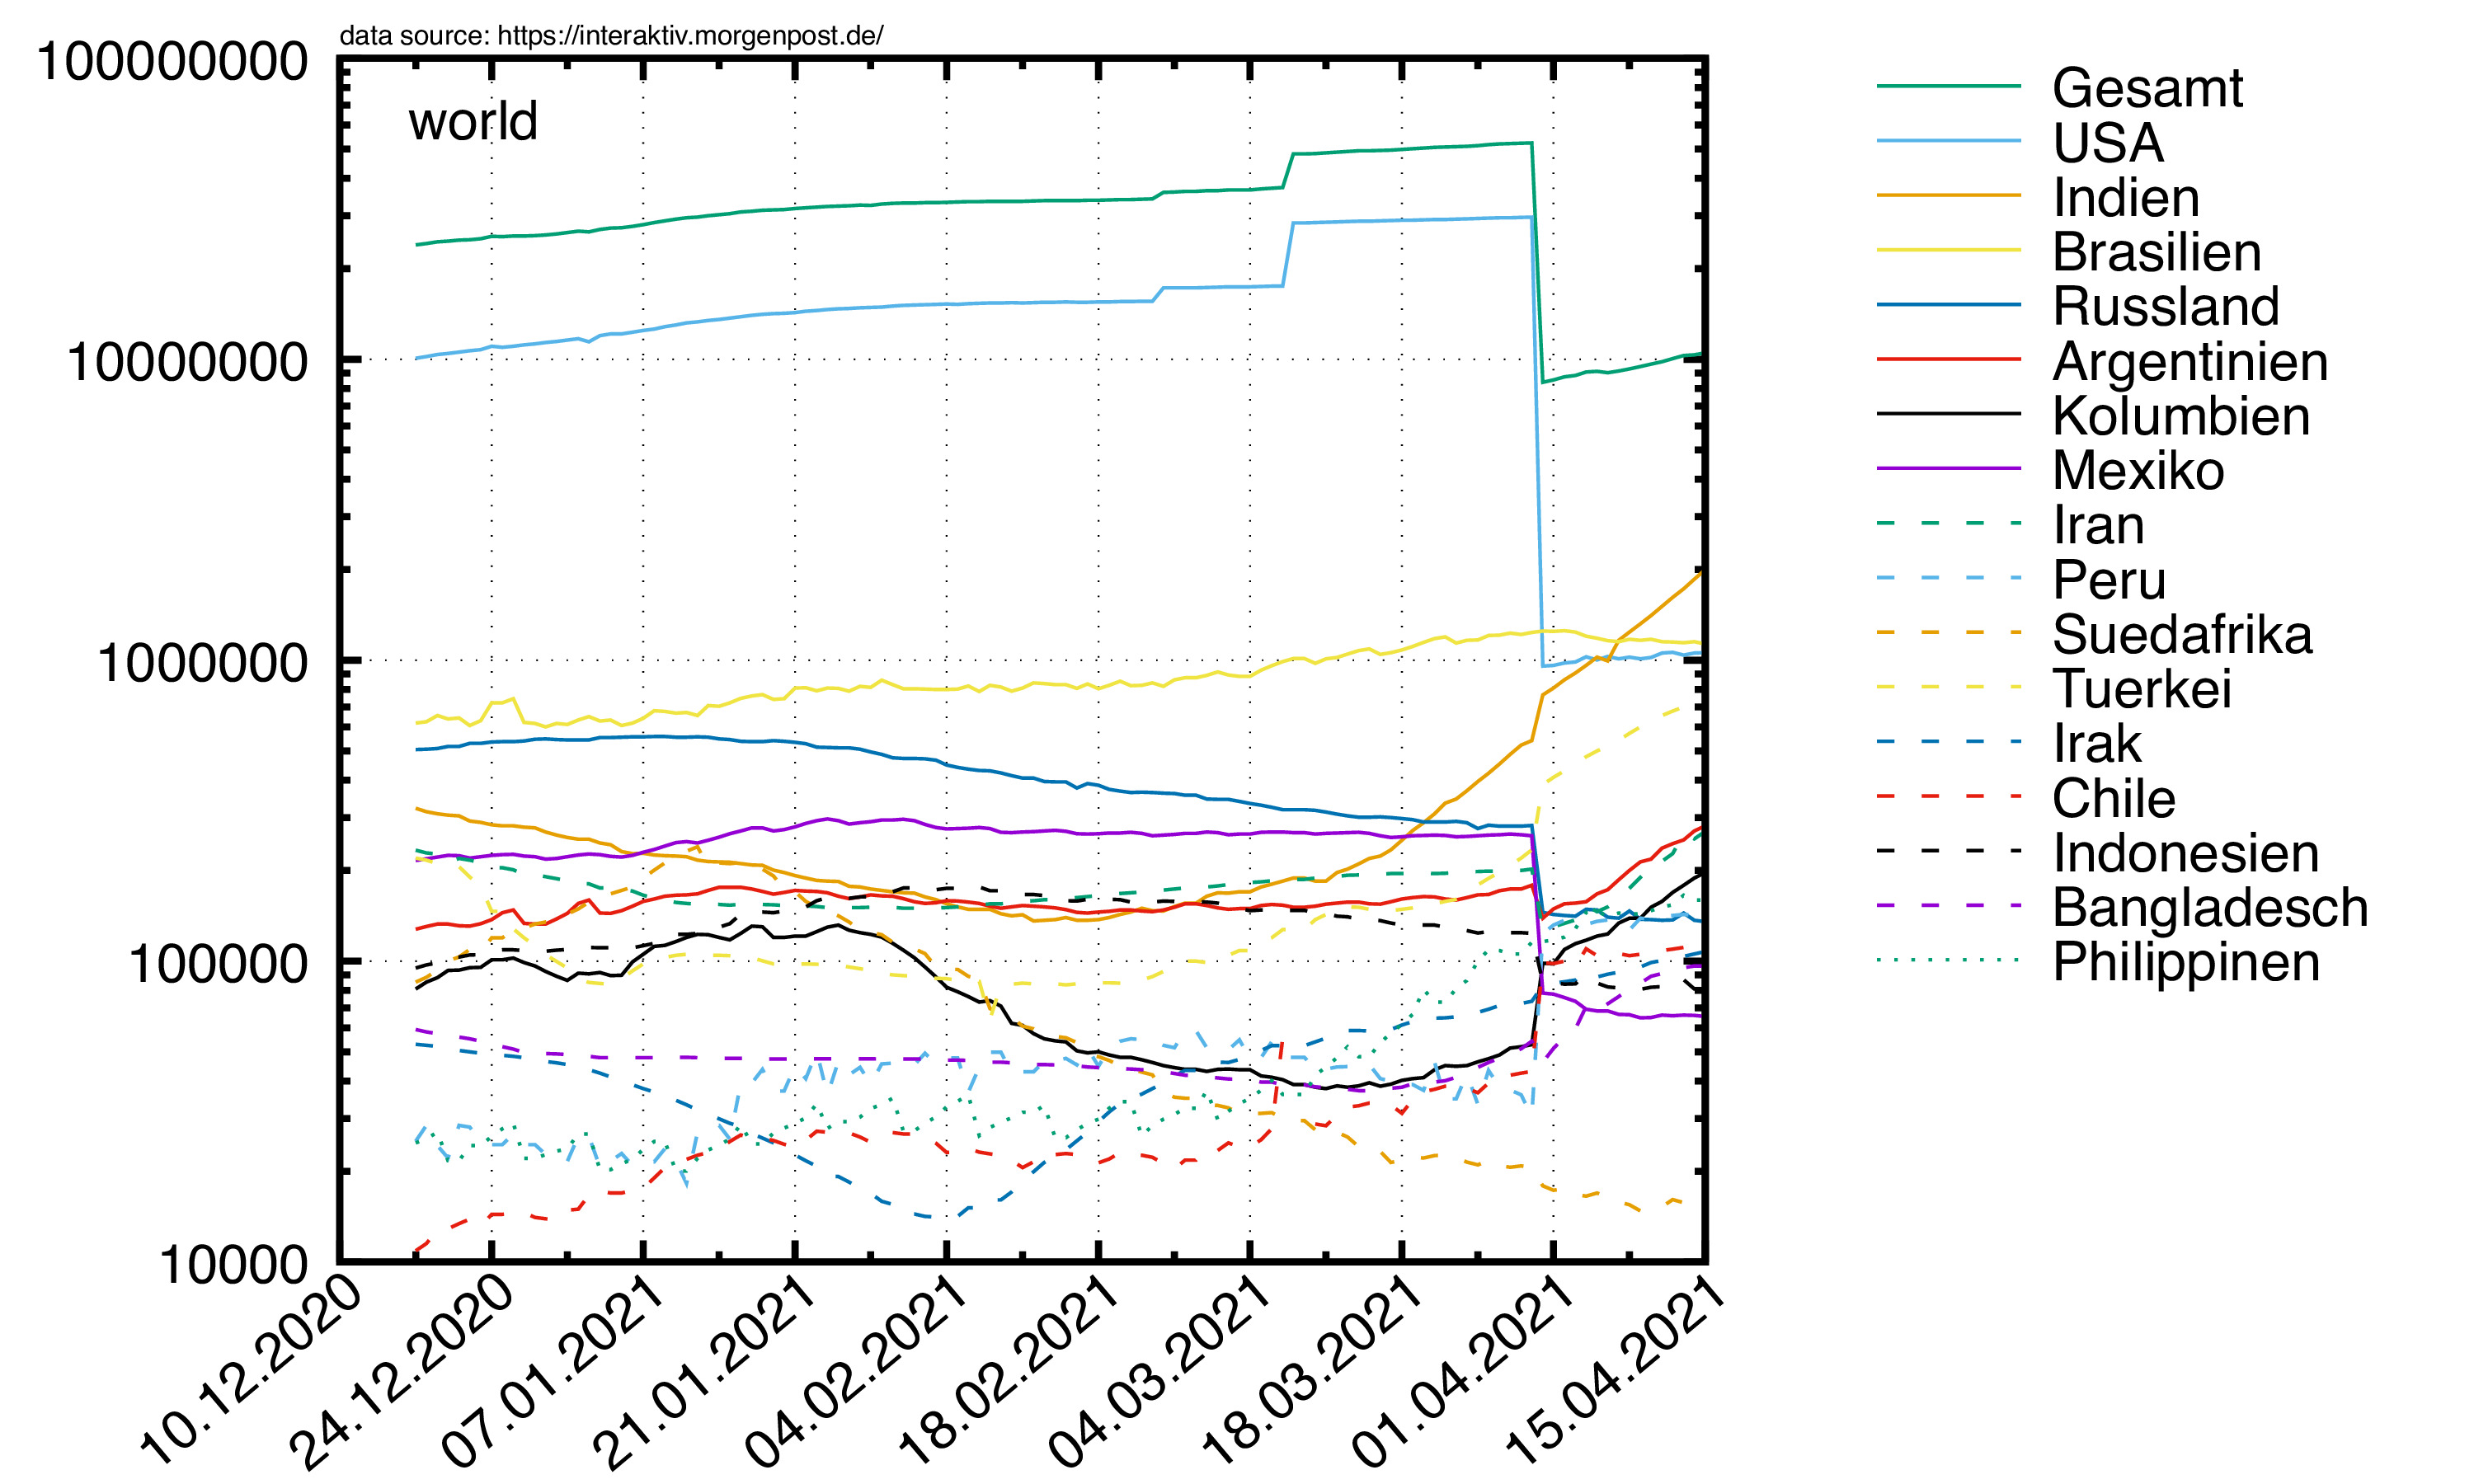 data source: https://interaktiv.morgenpost.de/
100000000
10000000
1000000
100000
10000
world
10.12.2020
24.12.2020
07.01.2021
21.01.2021
04.02.2021
18.02.2021
04.03.2021
18.03.2021
01.04.2021
15.04.2021
Gesamt
USA
Indien
Brasilien
Russland
Argentinien
Kolumbien
Mexiko
Iran
Peru
Suedafrika
Tuerkei
Irak
Chile
Indonesien
Bangladesch
Philippinen